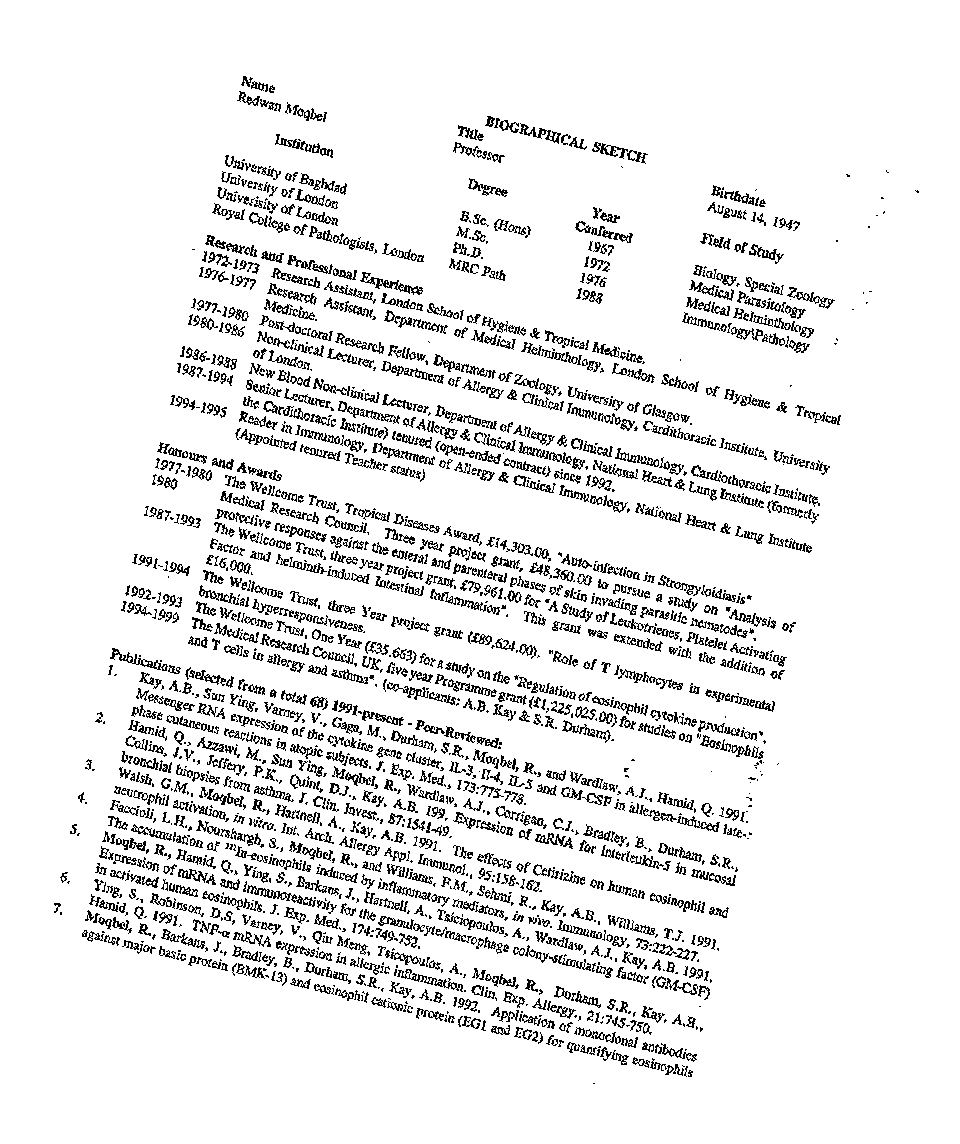 BIOGRAPHICAL SKETCH
Name Title Birthdate
Redwan Moqbel Professor August 14, 1947
Institution Degree Year Conferred Field of Study
University of Baghdad B.Sc. (Hons) 1967 Biology, Special Zoology
University of London M.Sc. 1972 Medical Parasitology
Univerisity of London Ph.D. 1976 Medical Helminthology
Royal College of Pathologists, London MRC Path 1988 Immunology\Pathology
Research and Professional Experience
1972-1973 Research Assistant, London School of Hygiene & Tropical Medicine.
1976-1977 Research Assistant, Department of Medical Helminthology, London School of Hygiene & Tropical
Medicine.
1977-1980 Post-doctoral Research Fellow, Department of Zoology, University of Glasgow.
1980-1986 Non-clinical Lecturer, Department of Allergy & Clinical Immunology, Cardithoracic Institute, University
of London.
1986-1988 New Blood Non-clinical Lecturer, Department of Allergy & Clinical Immunology, Cardiothoracic Institute.
1987-1994 Senior Lecturer, Department of Allergy & Clinical Immunology, National Heart & Lung Institute (formerly
the Cardithoracic Institute) tenured (open-ended contract) since 1992.
1994-1995 Reader in Immunology, Department of Allergy & Clinical Immunology, National Heart & Lung Institute
(Appointed tenured Teacher status)
Honours and Awards
1977-1980 The Wellcome Trust, Tropical Diseases Award, £14,303.00, "Auto-infection in Strongyloidiasis"
1980 Medical Research Council. Three year project grant, £48,360.00 to pursue a study on "Analysis of
protective responses against the enteral and parenteral phases of skin invading parasitic nematodes".
1987-1993 The Wellcome Trust, three year project grant, £79,961.00 for "A Study of Leukotrienes, Platelet Activating
Factor and helminth-induced Intestinal Inflammation". This grant was extended with the addition of
£16,000.
1991-1994 The Wellcome Trust, three Year project grant (£89,624.00). "Role of T lymphocytes in experimental
bronchial hyperresponsiveness.
1992-1993 The Wellcome Trust, One Year (£35,663) for a study on the "Regulation of eosinophil cytokine production".
1994-1999 The Medical Research Council, UK, five year Programme grant (£1,225,025.00) for studies on "Eosinophils
and T cells in allergy and asthma". (co-applicants: A.B. Kay & S.R. Durham).
Publications (selected from a total 68) 1991-present - Peer-Reviewed:
1. Kay, A.B., Sun Ying, Varney, V., Gaga, M., Durham, S.R., Moqbel, R., and Wardlaw, A.J., Hamid, Q. 1991.
Messenger RNA expression of the cytokine gene cluster, IL-3, Il-4, IL-5 and GM-CSF in allergen-induced late-
phase cutaneous reactions in atopic subjects. J. Exp. Med., 173:775-778.
2. Hamid, Q., Azzawi, M., Sun Ying, Moqbel, R., Wardlaw, A.J., Corrigan, C.J., Bradley, B., Durham, S.R.,
Collins, J.V., Jeffery, P.K., Quint, D.J., Kay, A.B. 199. Expression of mRNA for Interleukin-5 in mucosal
bronchial biopsies from asthma. J. Clin. Invest., 87:1541-49.
3. Walsh, G.M., Moqbel, R., Hartnell, A., Kay, A.B. 1991. The effects of Cetirizine on human eosinophil and
neutrophil activation, in vitro. Int. Arch. Allergy Appl. Immunol., 95:158-162.
4. Faccioli, L.H., Nourshargh, S., Moqbel, R., and Williams, F.M., Sehmi, R., Kay, A.B., Williams, T.J. 1991.
The accumulation of 111In-eosinophils induced by inflammatory mediators, in vivo. Immunology, 73:222-227.
5. Moqbel, R., Hamid, Q., Ying, S., Barkans, J., Hartnell, A., Tsicopoulos, A., Wardlaw, A.J., Kay, A.B. 1991.
Expression of mRNA and immunoreactivity for the granulocyte/macrophage colony-stimulating factor (GM-CSF)
in activated human eosinophils. J. Exp. Med., 174:749-752.
6. Ying, S., Robinson, D.S, Varney, V., Qiu Meng, Tsicopoulos, A., Moqbel, R., Durham, S.R., Kay, A.B.,
Hamid, Q. 1991. TNF-α mRNA expression in allergic inflammation. Clin. Exp. Allergy., 21:745-750.
7. Moqbel, R., Barkans, J., Bradley, B., Durham, S.R., Kay, A.B. 1992. Application of monoclonal antibodies
against major basic protein (BMK-13) and eosinophil cationic protein (EG1 and EG2) for quantifying eosinophils